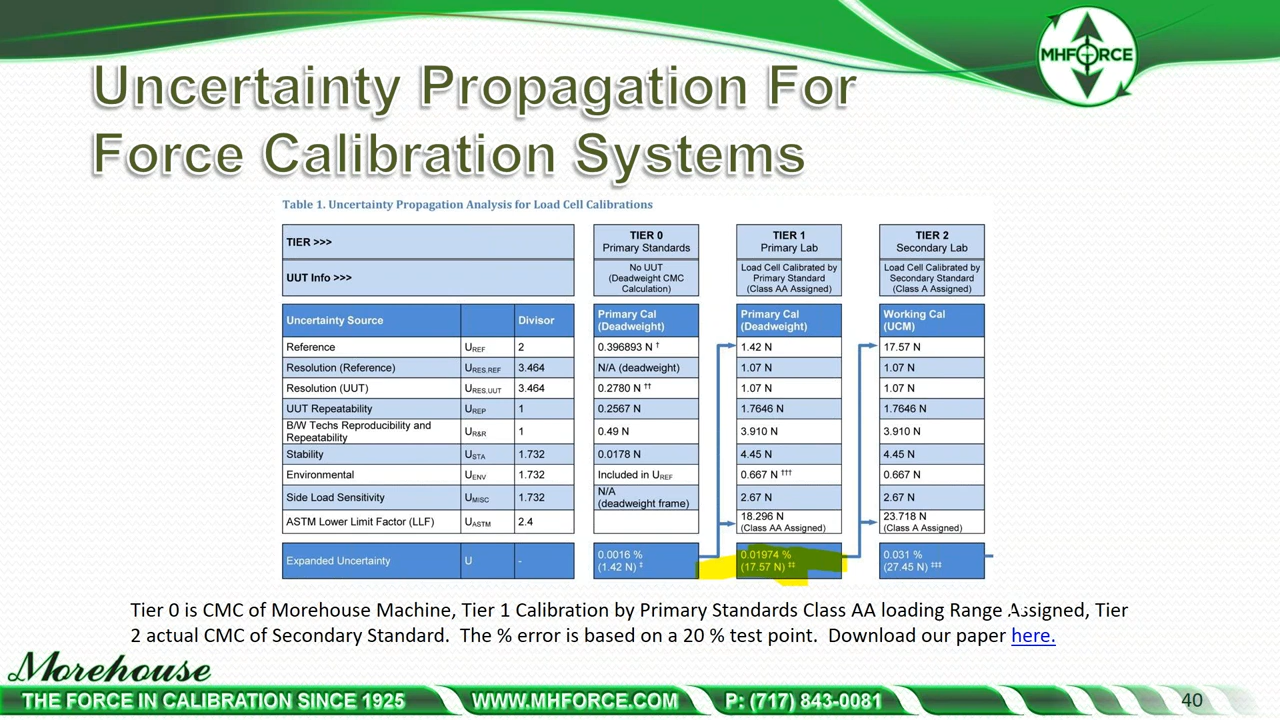 MHFORCE
Uncertainty Propagation For
Force Calibration Systems
Table 1. Uncertainty Propagation Analysis for Load Cell Calibrations
TIER >>> TIER 0 Primary Standards TIER 1 Primary Lab TIER 2 Secondary Lab
UUT Info >>> No UUT (Deadweight CMC Calculation) Load Cell Calibrated by Primary Standard (Class AA Assigned) Load Cell Calibrated by Secondary Standard (Class A Assigned)
Uncertainty Source Divisor Primary Cal (Deadweight) Primary Cal (Deadweight) Working Cal (UCM)
Reference UREF 2 0.396893 N † 1.42 N 17.57 N
Resolution (Reference) URES.REF 3.464 N/A (deadweight) 1.07 N 1.07 N
Resolution (UUT) URES.UUT 3.464 0.2780 N †† 1.07 N 1.07 N
UUT Repeatability UREP 1 0.2567 N 1.7646 N 1.7646 N
B/W Techs Reproducibility and Repeatability UR&R 1 0.49 N 3.910 N 3.910 N
Stability USTA 1.732 0.0178 N 4.45 N 4.45 N
Environmental UENV 1.732 Included in UREF 0.667 N ††† 0.667 N
Side Load Sensitivity UMISC 1.732 N/A (deadweight frame) 2.67 N 2.67 N
ASTM Lower Limit Factor (LLF) UASTM 2.4 18.296 N (Class AA Assigned) 23.718 N (Class A Assigned)
Expanded Uncertainty U - 0.0016 % (1.42 N) ‡ 0.01974 % (17.57 N) ‡‡ 0.031 % (27.45 N) ‡‡‡
Tier 0 is CMC of Morehouse Machine, Tier 1 Calibration by Primary Standards Class AA loading Range Assigned, Tier
2 actual CMC of Secondary Standard. The % error is based on a 20 % test point. Download our paper here.
Morehouse
THE FORCE IN CALIBRATION SINCE 1925 WWW.MHFORCE.COM P: (717) 843-0081 40